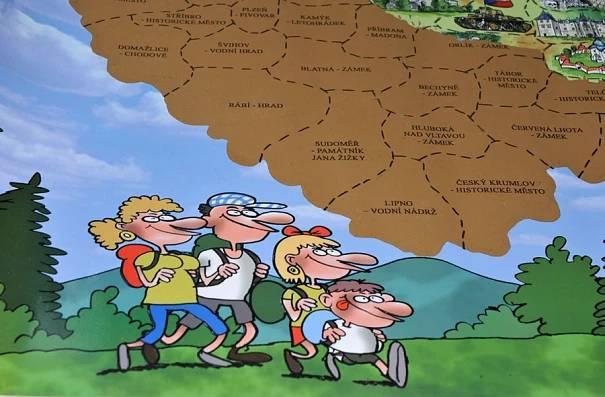 STŘÍBRO
- HISTORICKÉ MĚSTO
PLZEŇ
- PIVOVAR
KAMÝK
- LETOHRÁDEK
PŘÍBRAM
- MADONA
ORLÍK - ZÁMEK
DOMAŽLICE
- CHODOVÉ
ŠVIHOV
- VODNÍ HRAD
BLATNÁ - ZÁMEK
BECHYNĚ
- ZÁMEK
TÁBOR
- HISTORICKÉ
MĚSTO
TELČ
- HISTORICK
RÁBÍ - HRAD
SUDOMĚŘ
- PAMÁTNÍK
JANA ŽIŽKY
HLUBOKÁ
NAD VLTAVOU
- ZÁMEK
ČERVENÁ LHOTA
- ZÁMEK
LIPNO
- VODNÍ NÁDRŽ
ČESKÝ KRUMLOV
- HISTORICKÉ MĚSTO